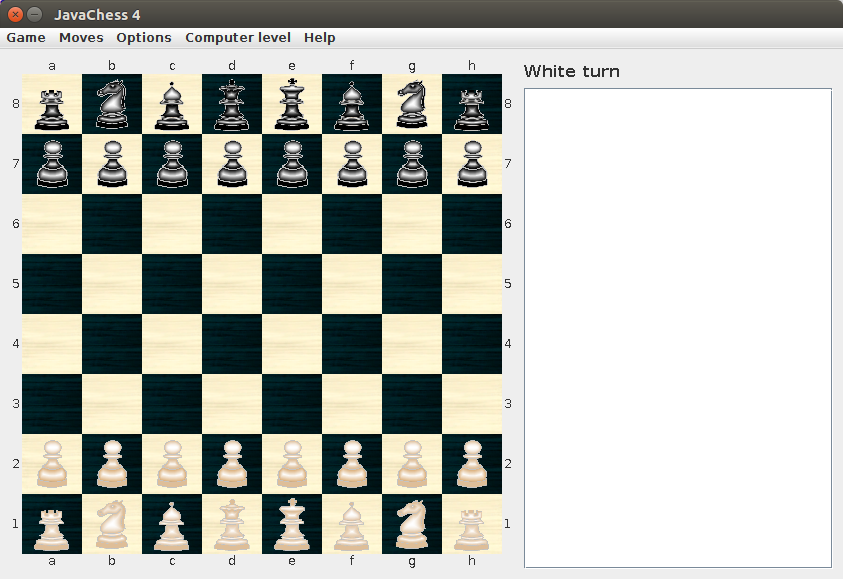 JavaChess 4
Game Moves Options Computer level Help
a b c d e f g h
White turn
8 8
7 7
6 6
5 5
4 4
3 3
2 2
1 1
a b c d e f g h